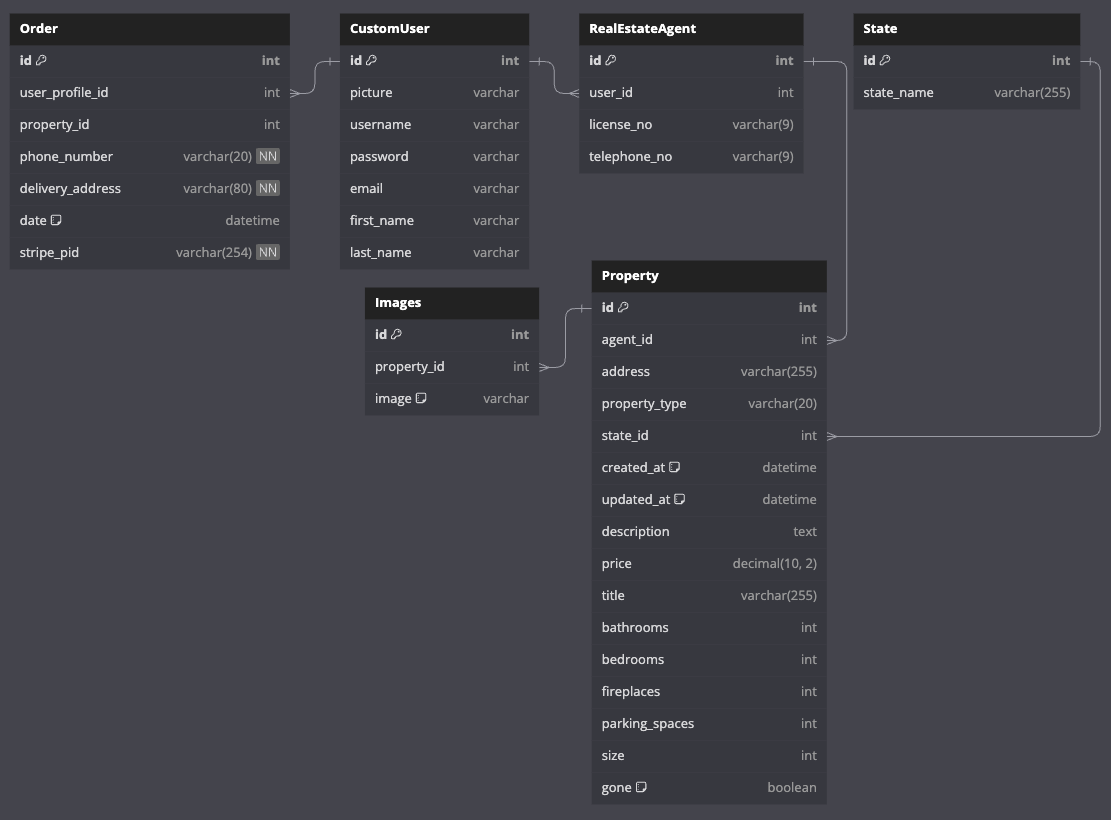 Order
id int
user_profile_id int
property_id int
phone_number varchar(20) NN
delivery_address varchar(80) NN
date datetime
stripe_pid varchar(254) NN
CustomUser
id int
picture varchar
username varchar
password varchar
email varchar
first_name varchar
last_name varchar
RealEstateAgent
id int
user_id int
license_no varchar(9)
telephone_no varchar(9)
State
id int
state_name varchar(255)
Images
id int
property_id int
image varchar
Property
id int
agent_id int
address varchar(255)
property_type varchar(20)
state_id int
created_at datetime
updated_at datetime
description text
price decimal(10, 2)
title varchar(255)
bathrooms int
bedrooms int
fireplaces int
parking_spaces int
size int
gone boolean